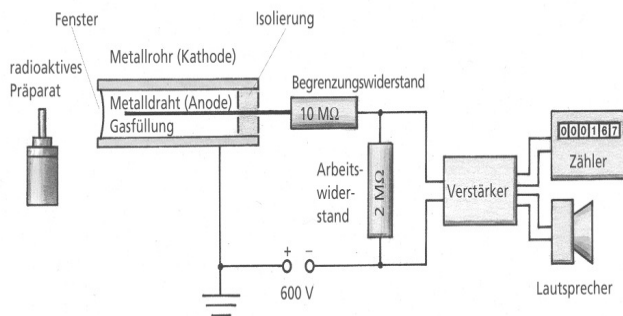 Fenster
Isolierung
Metallrohr (Kathode)
radioaktives
Präparat
Begrenzungswiderstand
Metalldraht (Anode)
Gasfüllung
10 MΩ
000167
Zähler
Arbeits-
wider-
stand
2 MΩ
Verstärker
+ −
600 V
Lautsprecher